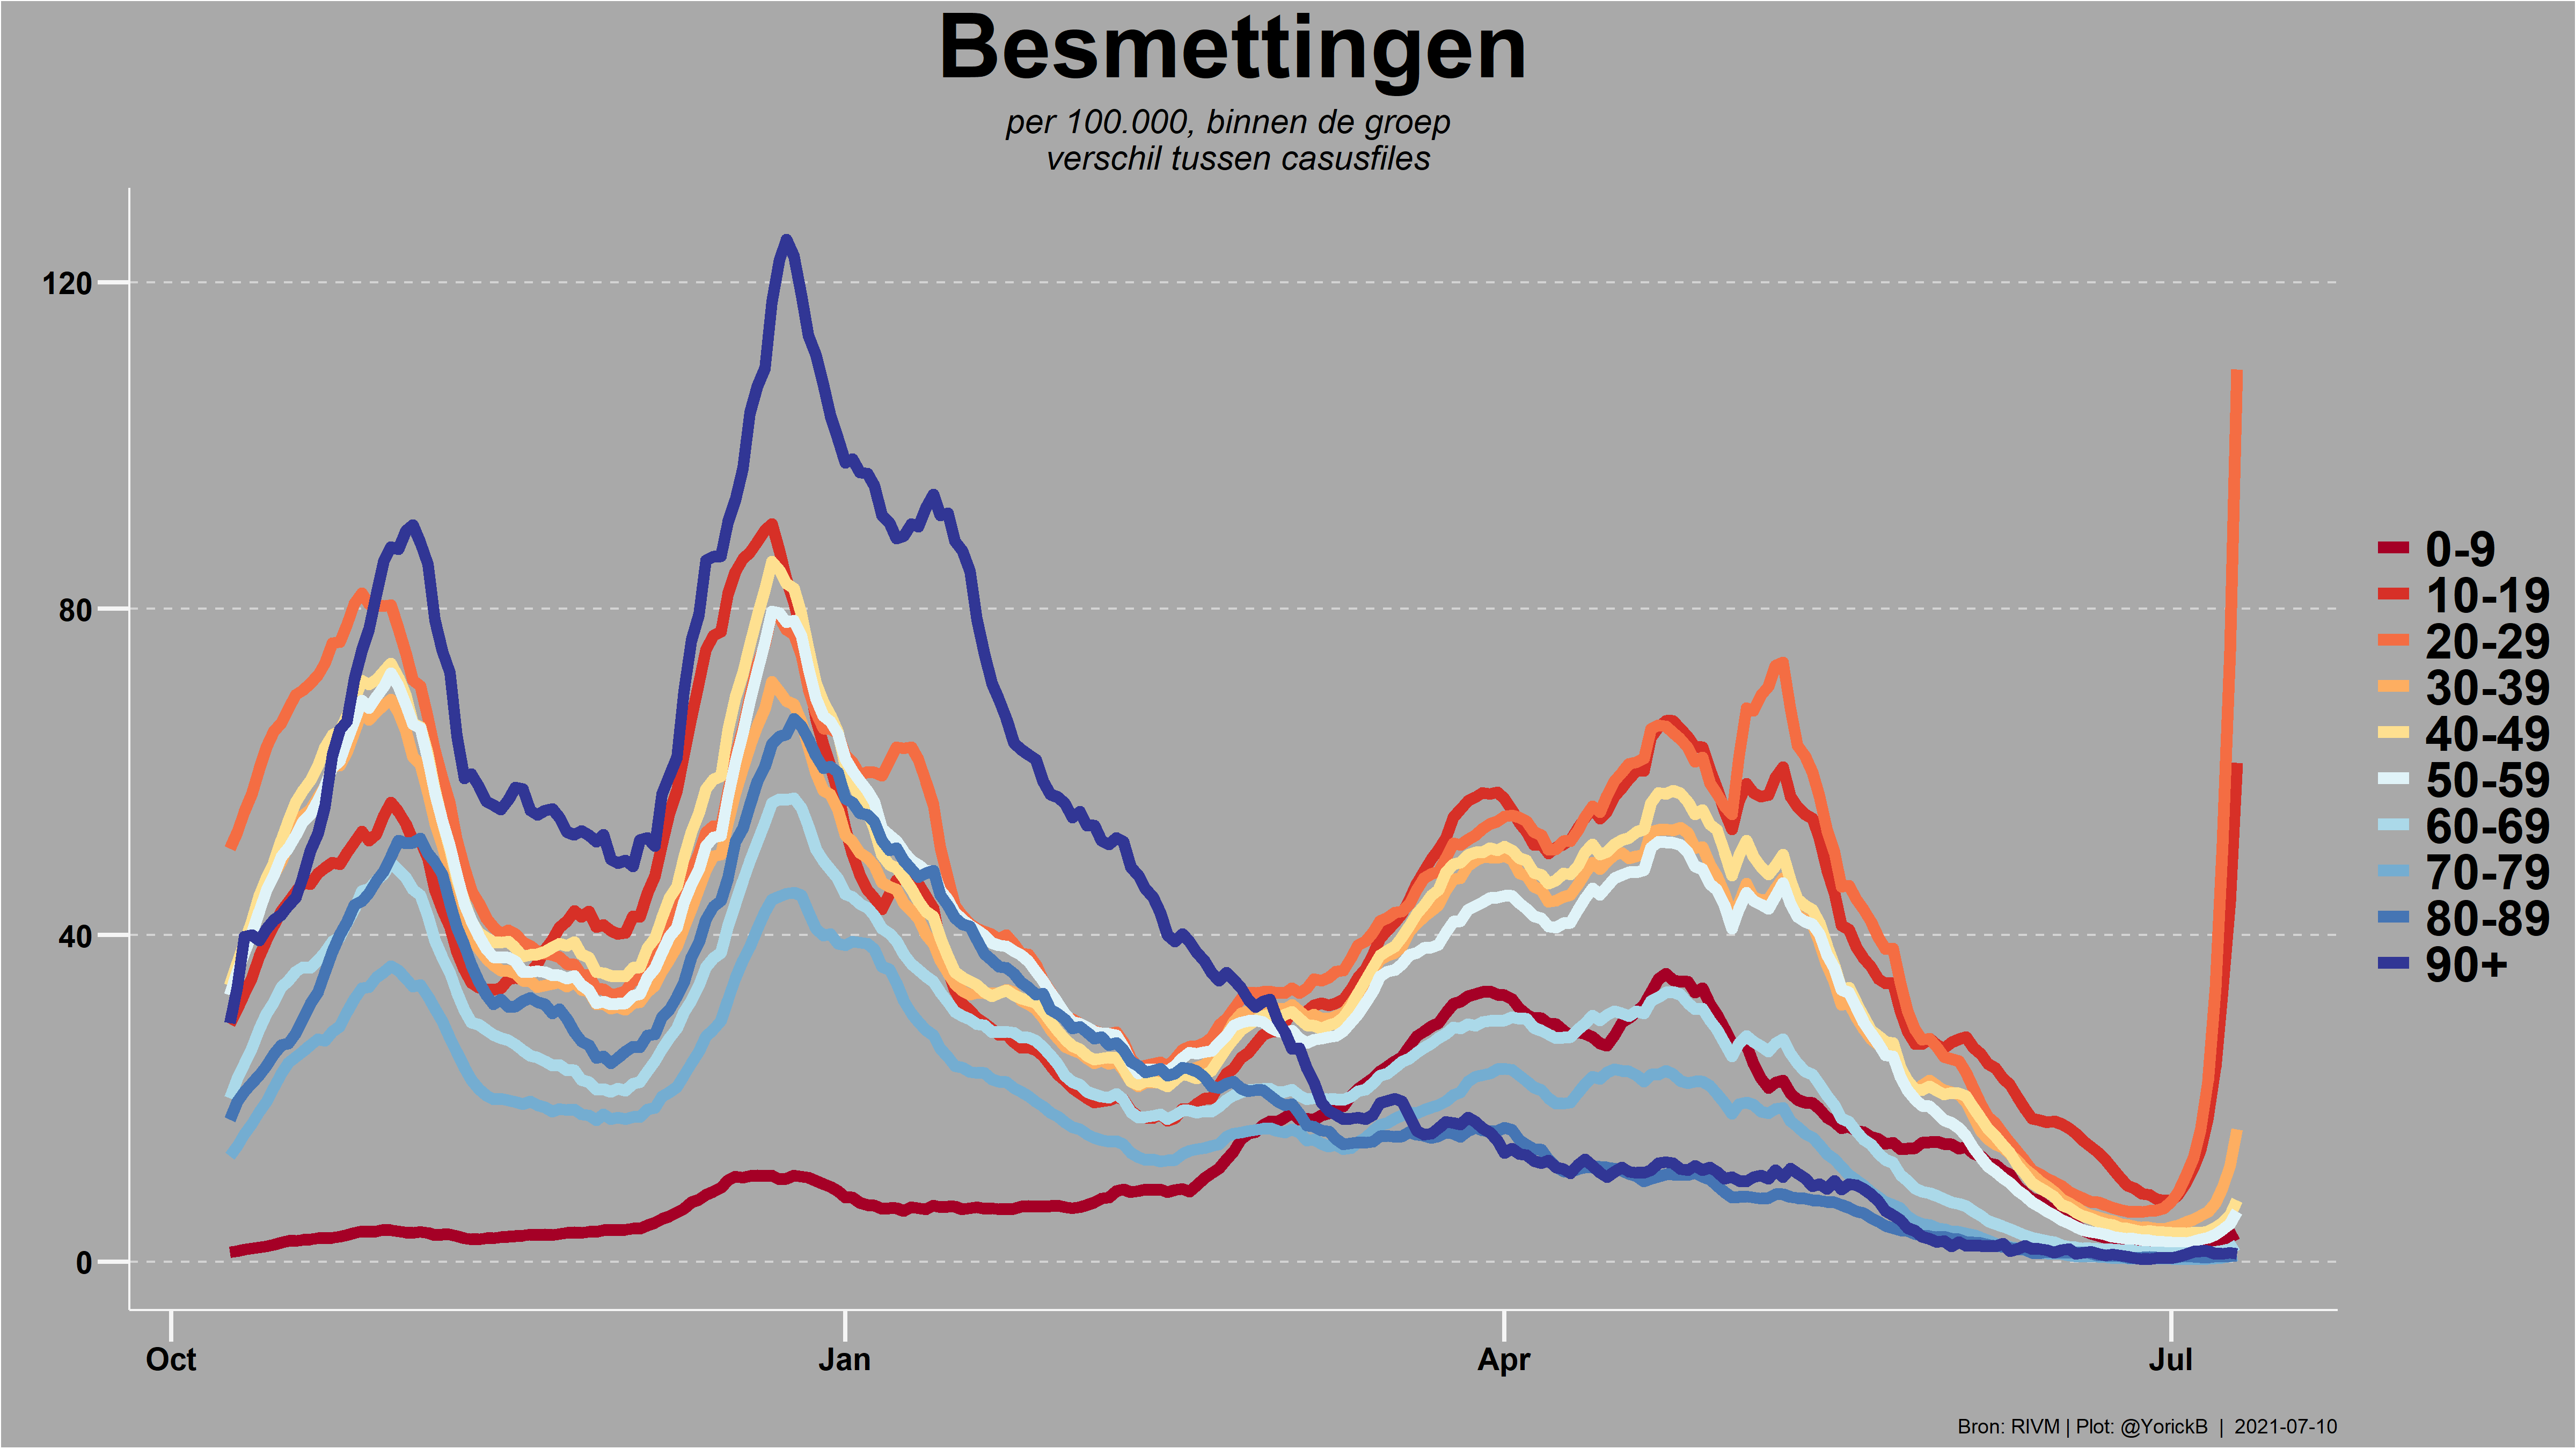 Besmettingen
per 100.000, binnen de groep
verschil tussen casusfiles
120
80
40
0
Oct
Jan
Apr
Jul
0-9
10-19
20-29
30-39
40-49
50-59
60-69
70-79
80-89
90+
Bron: RIVM | Plot: @YorickB | 2021-07-10